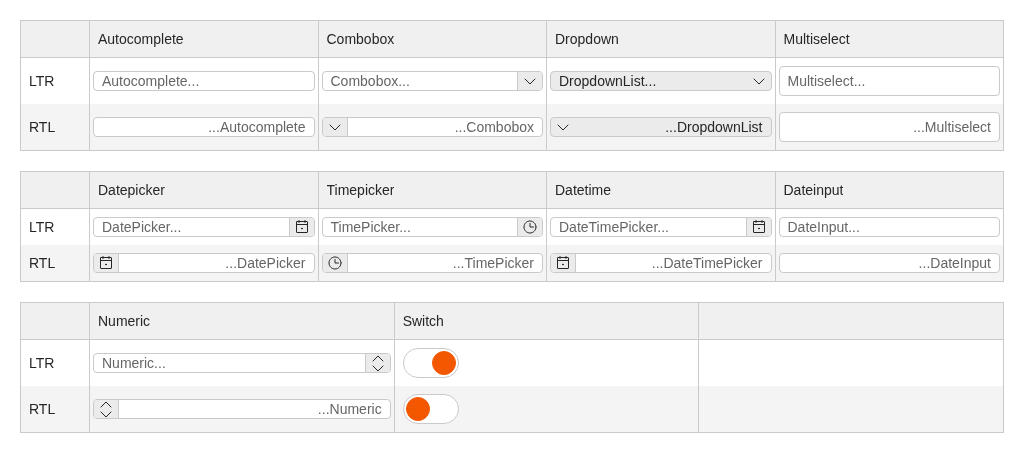 Autocomplete Combobox Dropdown Multiselect
LTR Autocomplete... Combobox... DropdownList... Multiselect...
RTL ...Autocomplete ...Combobox ...DropdownList ...Multiselect
Datepicker Timepicker Datetime Dateinput
LTR DatePicker... TimePicker... DateTimePicker... DateInput...
RTL ...DatePicker ...TimePicker ...DateTimePicker ...DateInput
Numeric Switch
LTR Numeric...
RTL ...Numeric